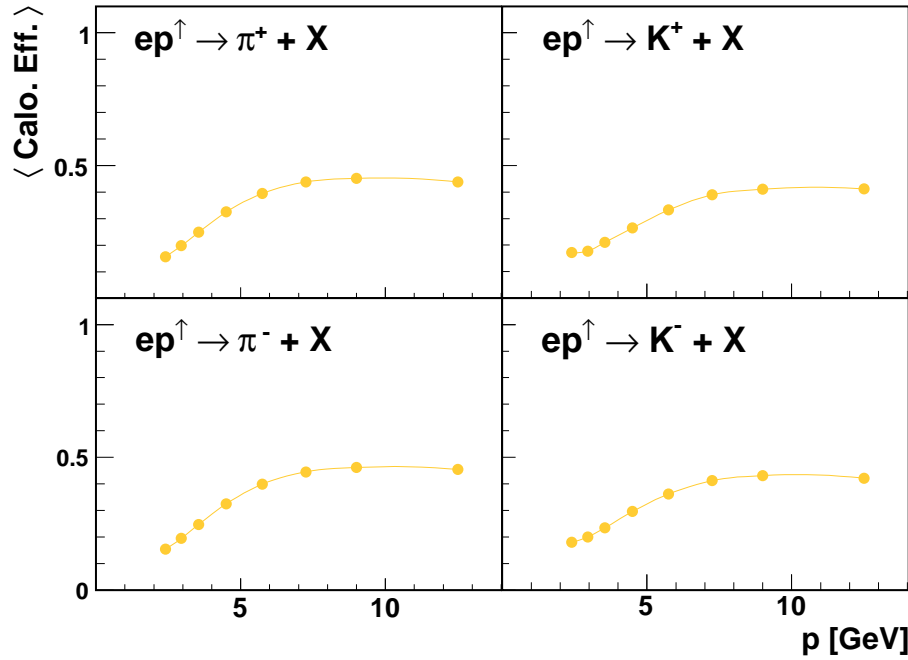 ⟨ Calo. Eff. ⟩
1
ep↑ → π⁺ + X
ep↑ → K⁺ + X
0.5
1
ep↑ → π⁻ + X
ep↑ → K⁻ + X
0.5
0
5 10 5 10
p [GeV]